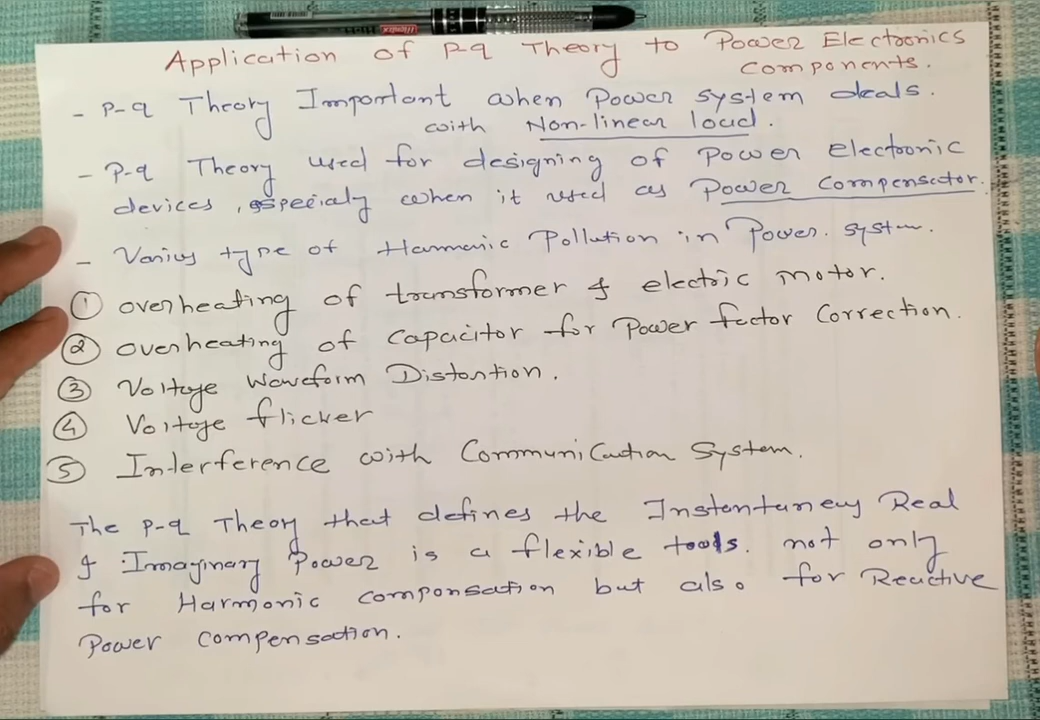 Application of P-q Theory to Power Electronics
Components.
- P-q Theory Important when Power system deals.
with Non-linear load.
- P-q Theory used for designing of Power electronic
devices, especialy when it used as Power Compensator.
- Various type of Harmonic Pollution in Power. system.
① overheating of transformer & electric motor.
② overheating of Capacitor for Power factor Correction.
③ Voltage Waveform Distortion.
④ Voltage flicker
⑤ Interference with Communication System.
The P-q Theory that defines the Instanteney Real
& Imaginary Power is a flexible tools. not only
for Harmonic componsation but also for Reactive
Power compensation.